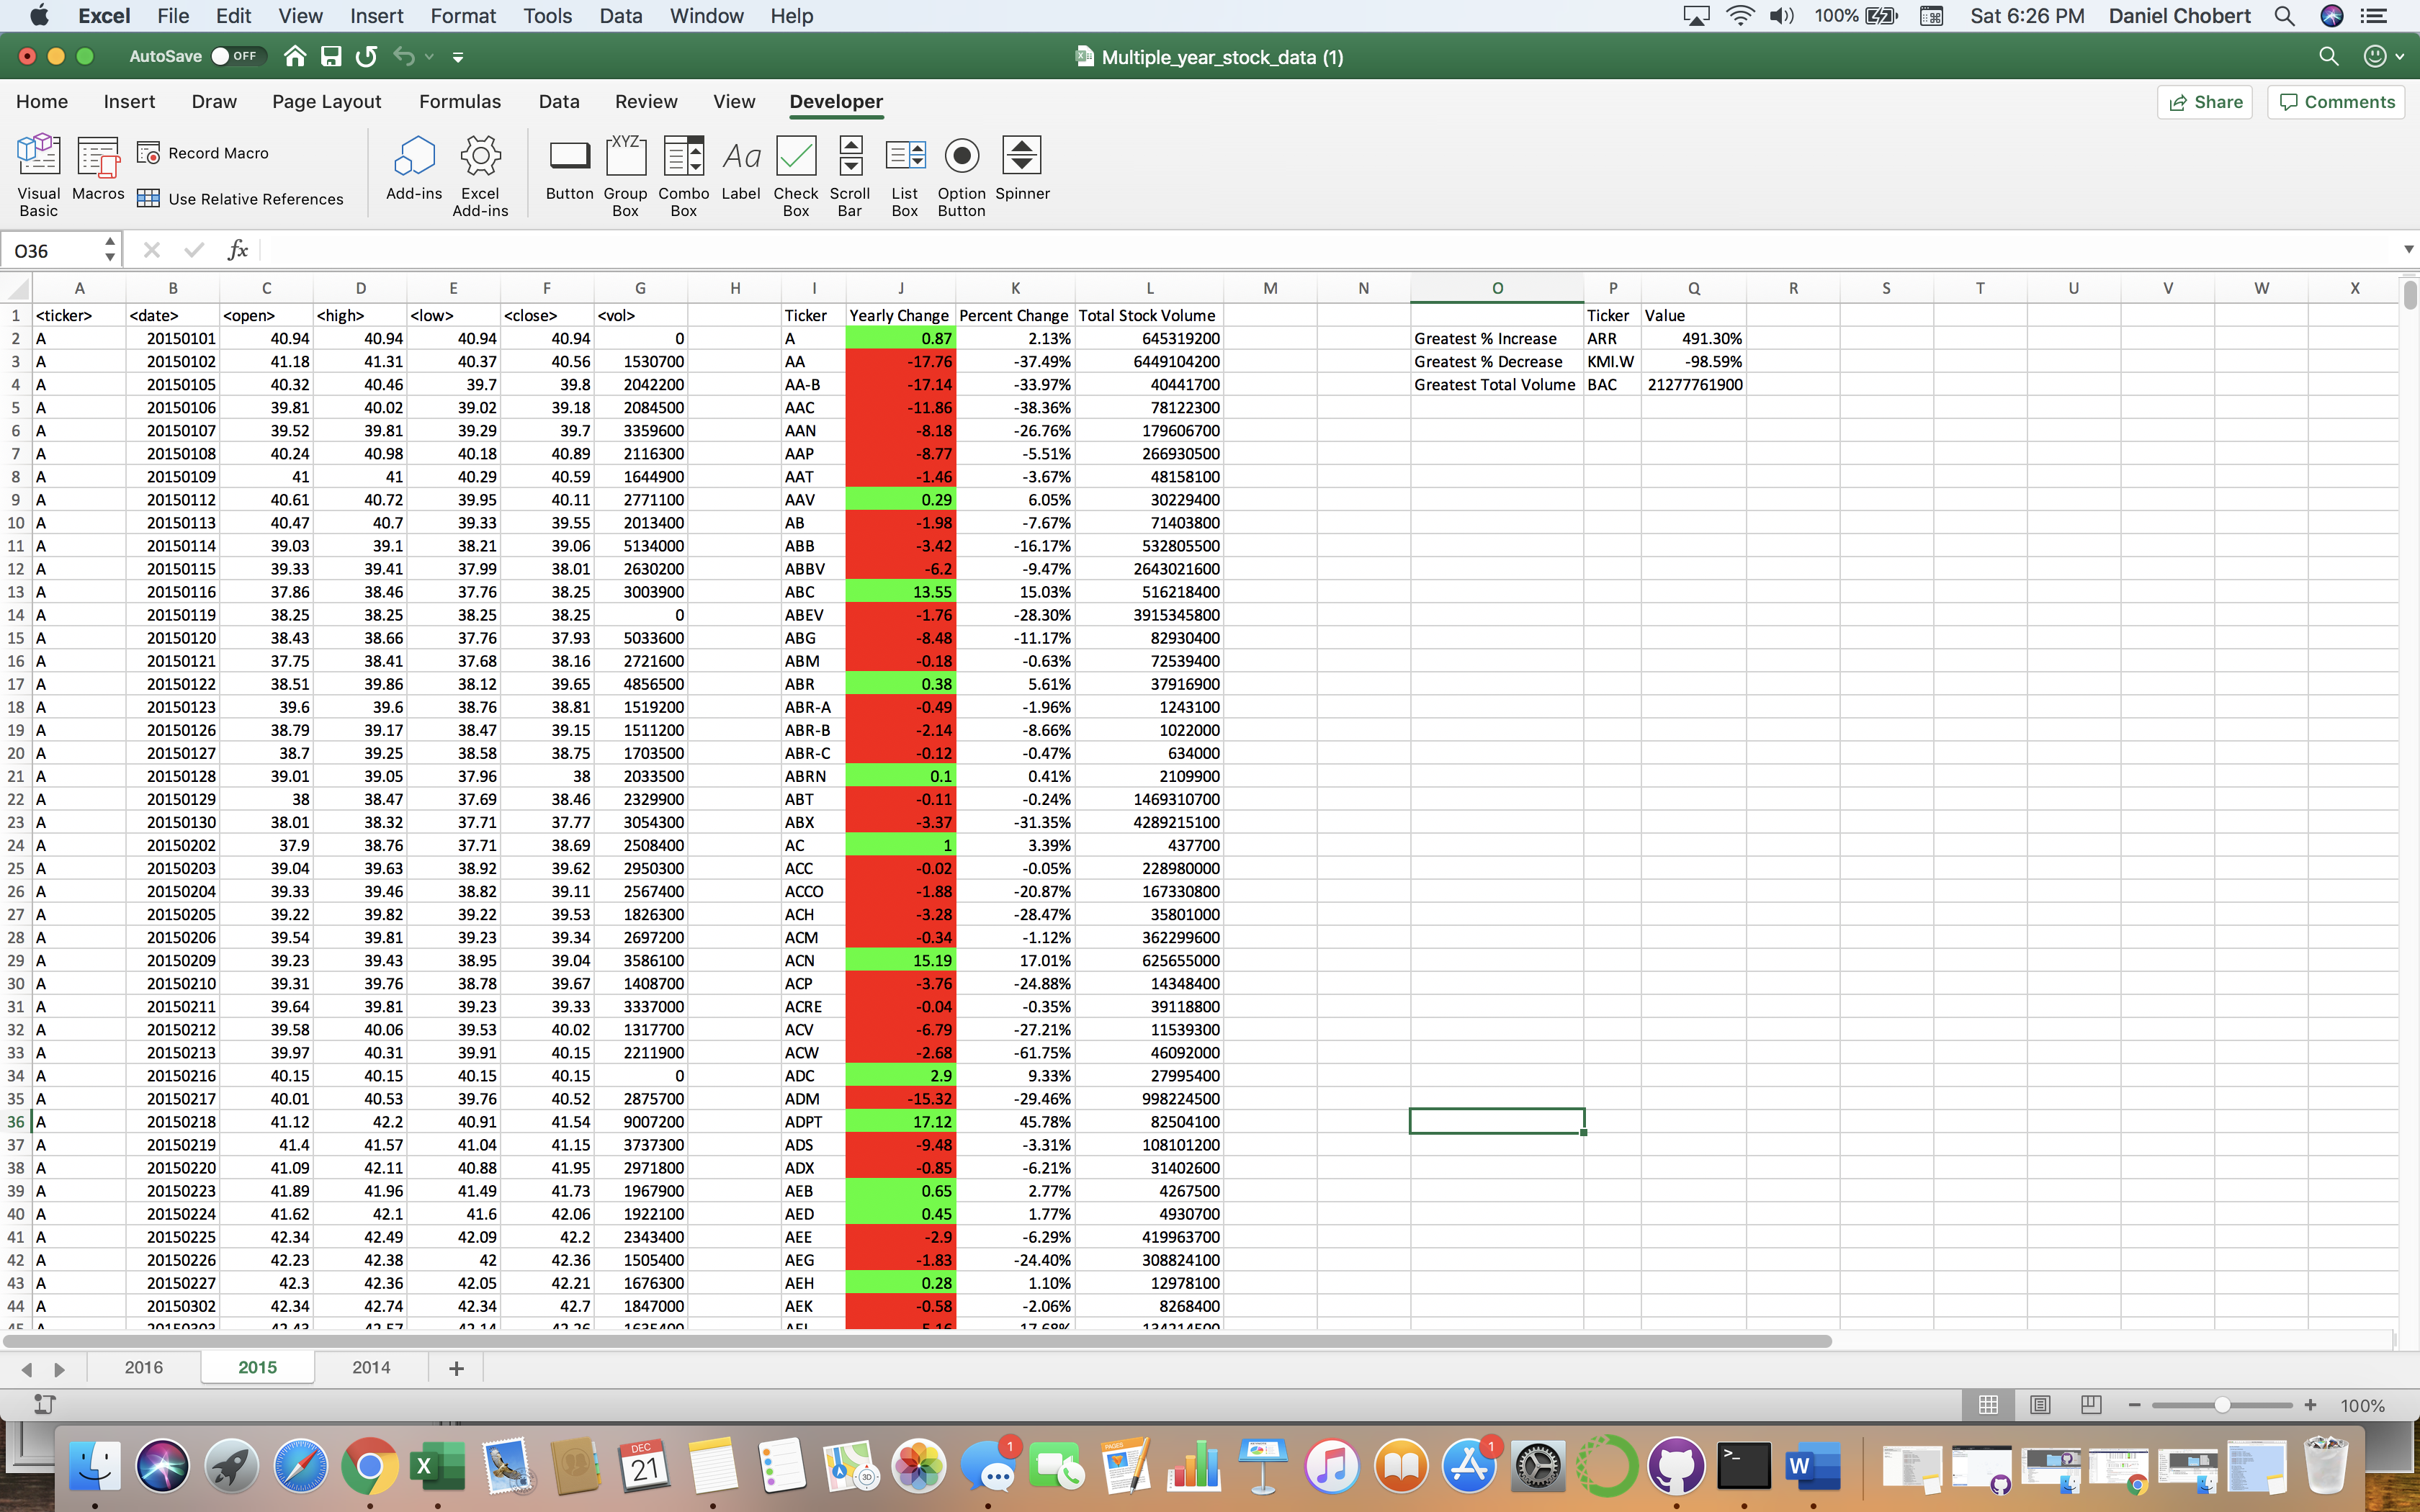 Excel File Edit View Insert Format Tools Data Window Help 100% Sat 6:26 PM Daniel Chobert
AutoSave OFF Multiple_year_stock_data (1)
Home Insert Draw Page Layout Formulas Data Review View Developer Share Comments
Visual Basic Macros Record Macro Use Relative References Add-ins Excel Add-ins Button Group Box Combo Box Label Check Box Scroll Bar List Box Option Button Spinner
O36 fx
A B C D E F G H I J K L M N O P Q R S T U V W X
1 <ticker> <date> <open> <high> <low> <close> <vol> Ticker Yearly Change Percent Change Total Stock Volume Ticker Value
2 A 20150101 40.94 40.94 40.94 40.94 0 A 0.87 2.13% 645319200 Greatest % Increase ARR 491.30%
3 A 20150102 41.18 41.31 40.37 40.56 1530700 AA -17.76 -37.49% 6449104200 Greatest % Decrease KMI.W -98.59%
4 A 20150105 40.32 40.46 39.7 39.8 2042200 AA-B -17.14 -33.97% 40441700 Greatest Total Volume BAC 21277761900
5 A 20150106 39.81 40.02 39.02 39.18 2084500 AAC -11.86 -38.36% 78122300
6 A 20150107 39.52 39.81 39.29 39.7 3359600 AAN -8.18 -26.76% 179606700
7 A 20150108 40.24 40.98 40.18 40.89 2116300 AAP -8.77 -5.51% 266930500
8 A 20150109 41 41 40.29 40.59 1644900 AAT -1.46 -3.67% 48158100
9 A 20150112 40.61 40.72 39.95 40.11 2771100 AAV 0.29 6.05% 30229400
10 A 20150113 40.47 40.7 39.33 39.55 2013400 AB -1.98 -7.67% 71403800
11 A 20150114 39.03 39.1 38.21 39.06 5134000 ABB -3.42 -16.17% 532805500
12 A 20150115 39.33 39.41 37.99 38.01 2630200 ABBV -6.2 -9.47% 2643021600
13 A 20150116 37.86 38.46 37.76 38.25 3003900 ABC 13.55 15.03% 516218400
14 A 20150119 38.25 38.25 38.25 38.25 0 ABEV -1.76 -28.30% 3915345800
15 A 20150120 38.43 38.66 37.76 37.93 5033600 ABG -8.48 -11.17% 82930400
16 A 20150121 37.75 38.41 37.68 38.16 2721600 ABM -0.18 -0.63% 72539400
17 A 20150122 38.51 39.86 38.12 39.65 4856500 ABR 0.38 5.61% 37916900
18 A 20150123 39.6 39.6 38.76 38.81 1519200 ABR-A -0.49 -1.96% 1243100
19 A 20150126 38.79 39.17 38.47 39.15 1511200 ABR-B -2.14 -8.66% 1022000
20 A 20150127 38.7 39.25 38.58 38.75 1703500 ABR-C -0.12 -0.47% 634000
21 A 20150128 39.01 39.05 37.96 38 2033500 ABRN 0.1 0.41% 2109900
22 A 20150129 38 38.47 37.69 38.46 2329900 ABT -0.11 -0.24% 1469310700
23 A 20150130 38.01 38.32 37.71 37.77 3054300 ABX -3.37 -31.35% 4289215100
24 A 20150202 37.9 38.76 37.71 38.69 2508400 AC 1 3.39% 437700
25 A 20150203 39.04 39.63 38.92 39.62 2950300 ACC -0.02 -0.05% 228980000
26 A 20150204 39.33 39.46 38.82 39.11 2567400 ACCO -1.88 -20.87% 167330800
27 A 20150205 39.22 39.82 39.22 39.53 1826300 ACH -3.28 -28.47% 35801000
28 A 20150206 39.54 39.81 39.23 39.34 2697200 ACM -0.34 -1.12% 362299600
29 A 20150209 39.23 39.43 38.95 39.04 3586100 ACN 15.19 17.01% 625655000
30 A 20150210 39.31 39.76 38.78 39.67 1408700 ACP -3.76 -24.88% 14348400
31 A 20150211 39.64 39.81 39.23 39.33 3337000 ACRE -0.04 -0.35% 39118800
32 A 20150212 39.58 40.06 39.53 40.02 1317700 ACV -6.79 -27.21% 11539300
33 A 20150213 39.97 40.31 39.91 40.15 2211900 ACW -2.68 -61.75% 46092000
34 A 20150216 40.15 40.15 40.15 40.15 0 ADC 2.9 9.33% 27995400
35 A 20150217 40.01 40.53 39.76 40.52 2875700 ADM -15.32 -29.46% 998224500
36 A 20150218 41.12 42.2 40.91 41.54 9007200 ADPT 17.12 45.78% 82504100
37 A 20150219 41.4 41.57 41.04 41.15 3737300 ADS -9.48 -3.31% 108101200
38 A 20150220 41.09 42.11 40.88 41.95 2971800 ADX -0.85 -6.21% 31402600
39 A 20150223 41.89 41.96 41.49 41.73 1967900 AEB 0.65 2.77% 4267500
40 A 20150224 41.62 42.1 41.6 42.06 1922100 AED 0.45 1.77% 4930700
41 A 20150225 42.34 42.49 42.09 42.2 2343400 AEE -2.9 -6.29% 419963700
42 A 20150226 42.23 42.38 42 42.36 1505400 AEG -1.83 -24.40% 308824100
43 A 20150227 42.3 42.36 42.05 42.21 1676300 AEH 0.28 1.10% 12978100
44 A 20150302 42.34 42.74 42.34 42.7 1847000 AEK -0.58 -2.06% 8268400
2016 2015 2014 +
100%
DEC 21 1 1